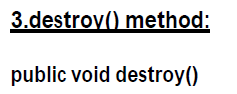 3.destroy() method:
public void destroy()